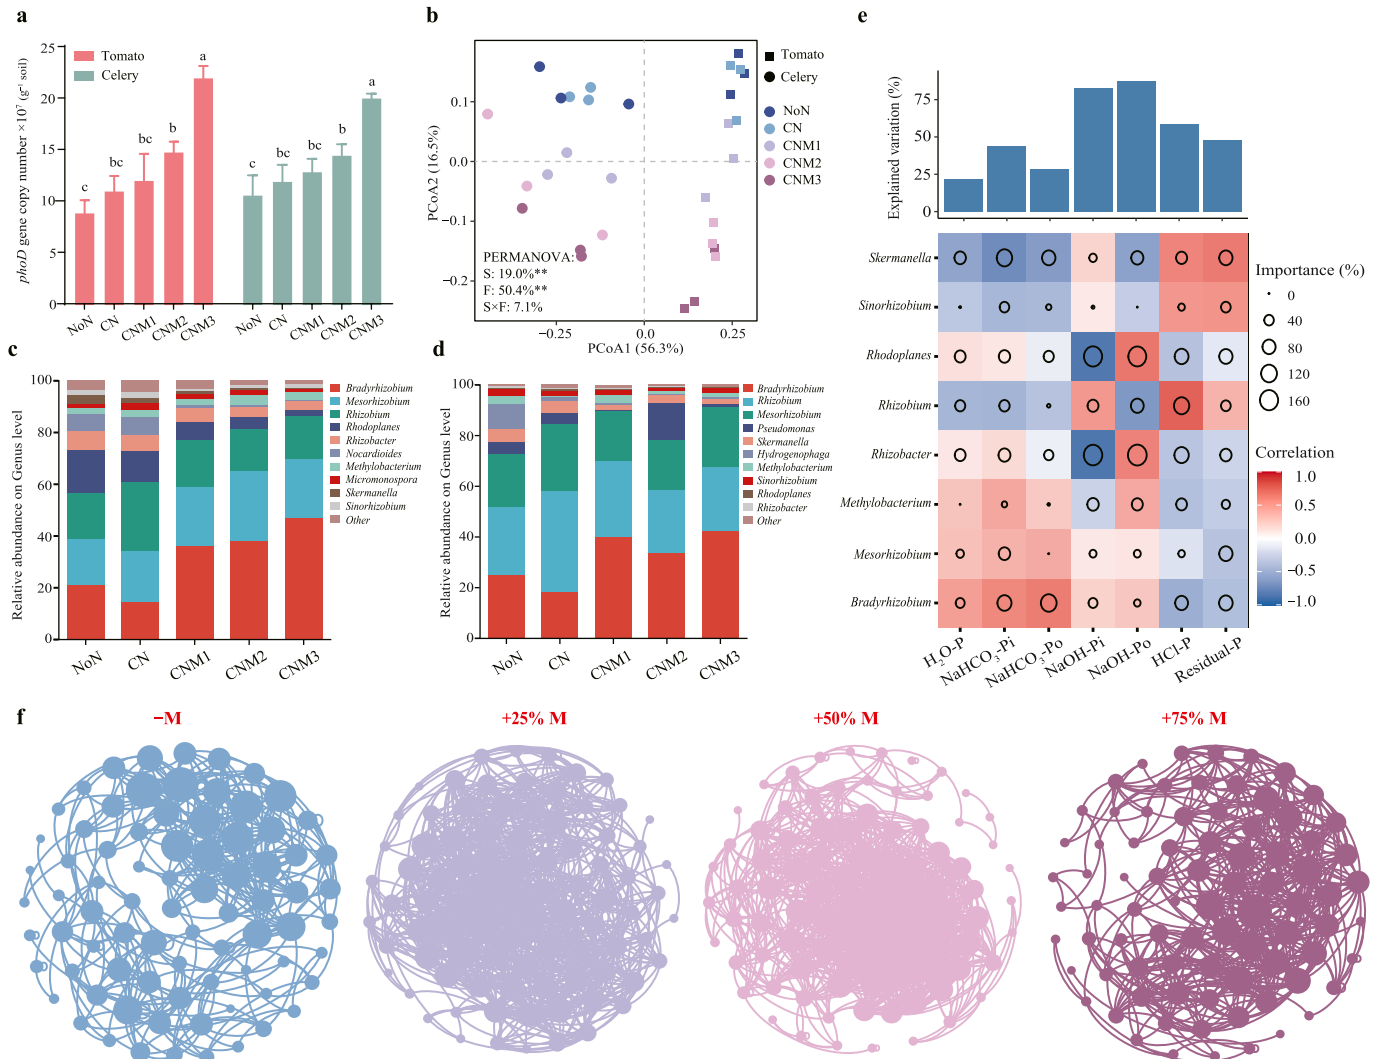 a
25
20
15
10
5
0
phoD gene copy number ×10⁷ (g⁻¹ soil)
Tomato
Celery
c
bc
bc
b
a
c
bc
bc
b
a
NoN
CN
CNM1
CNM2
CNM3
NoN
CN
CNM1
CNM2
CNM3
b
0.1
0.0
−0.1
−0.2
PCoA2 (16.5%)
PERMANOVA:
S: 19.0%**
F: 50.4%**
S×F: 7.1%
−0.25
0.0
0.25
PCoA1 (56.3%)
Tomato
Celery
NoN
CN
CNM1
CNM2
CNM3
c
100
80
60
40
20
0
Relative abundance on Genus level
NoN
CN
CNM1
CNM2
CNM3
Bradyrhizobium
Mesorhizobium
Rhizobium
Rhodoplanes
Rhizobacter
Nocardioides
Methylobacterium
Micromonospora
Skermanella
Sinorhizobium
Other
d
100
80
60
40
20
0
Relative abundance on Genus level
NoN
CN
CNM1
CNM2
CNM3
Bradyrhizobium
Rhizobium
Mesorhizobium
Pseudomonas
Skermanella
Hydrogenophaga
Methylobacterium
Sinorhizobium
Rhodoplanes
Rhizobacter
Other
e
75
50
25
0
Explained variation (%)
Skermanella
Sinorhizobium
Rhodoplanes
Rhizobium
Rhizobacter
Methylobacterium
Mesorhizobium
Bradyrhizobium
H₂O-P
NaHCO₃-Pi
NaHCO₃-Po
NaOH-Pi
NaOH-Po
HCl-P
Residual-P
Importance (%)
0
40
80
120
160
Correlation
1.0
0.5
0.0
−0.5
−1.0
f
−M
+25% M
+50% M
+75% M